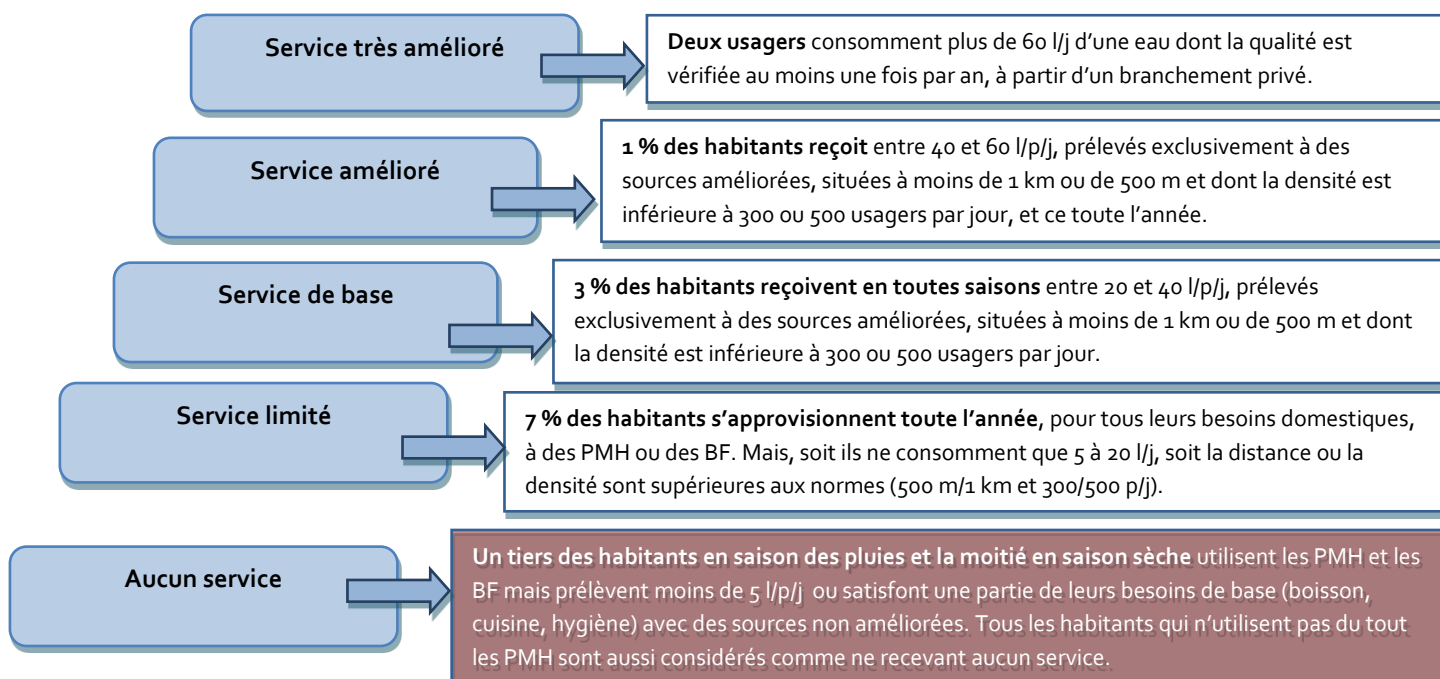 Service très amélioré
Deux usagers consomment plus de 60 l/j d’une eau dont la qualité est
vérifiée au moins une fois par an, à partir d’un branchement privé.
Service amélioré
1 % des habitants reçoit entre 40 et 60 l/p/j, prélevés exclusivement à des
sources améliorées, situées à moins de 1 km ou de 500 m et dont la densité est
inférieure à 300 ou 500 usagers par jour, et ce toute l’année.
Service de base
3 % des habitants reçoivent en toutes saisons entre 20 et 40 l/p/j, prélevés
exclusivement à des sources améliorées, situées à moins de 1 km ou de 500 m et dont
la densité est inférieure à 300 ou 500 usagers par jour.
Service limité
7 % des habitants s’approvisionnent toute l’année, pour tous leurs besoins domestiques,
à des PMH ou des BF. Mais, soit ils ne consomment que 5 à 20 l/j, soit la distance ou la
densité sont supérieures aux normes (500 m/1 km et 300/500 p/j).
Aucun service
Un tiers des habitants en saison des pluies et la moitié en saison sèche utilisent les PMH et les
BF mais prélèvent moins de 5 l/p/j ou satisfont une partie de leurs besoins de base (boisson,
cuisine, hygiène) avec des sources non améliorées. Tous les habitants qui n’utilisent pas du tout
les PMH sont aussi considérés comme ne recevant aucun service.